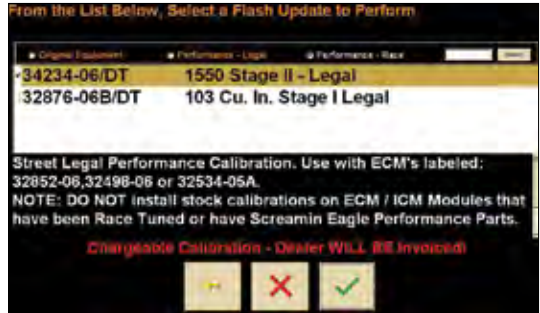 From the List Below, Select a Flash Update to Perform
Original Equipment Performance - Legal Performance - Race
34234-06/DT 1550 Stage II - Legal
32876-06B/DT 103 Cu. In. Stage I Legal
Street Legal Performance Calibration. Use with ECM's labeled:
32852-06,32498-06 or 32534-05A.
NOTE: DO NOT install stock calibrations on ECM / ICM Modules that
have been Race Tuned or have Screamin Eagle Performance Parts.
Chargeable Calibration - Dealer WILL BE Invoiced!